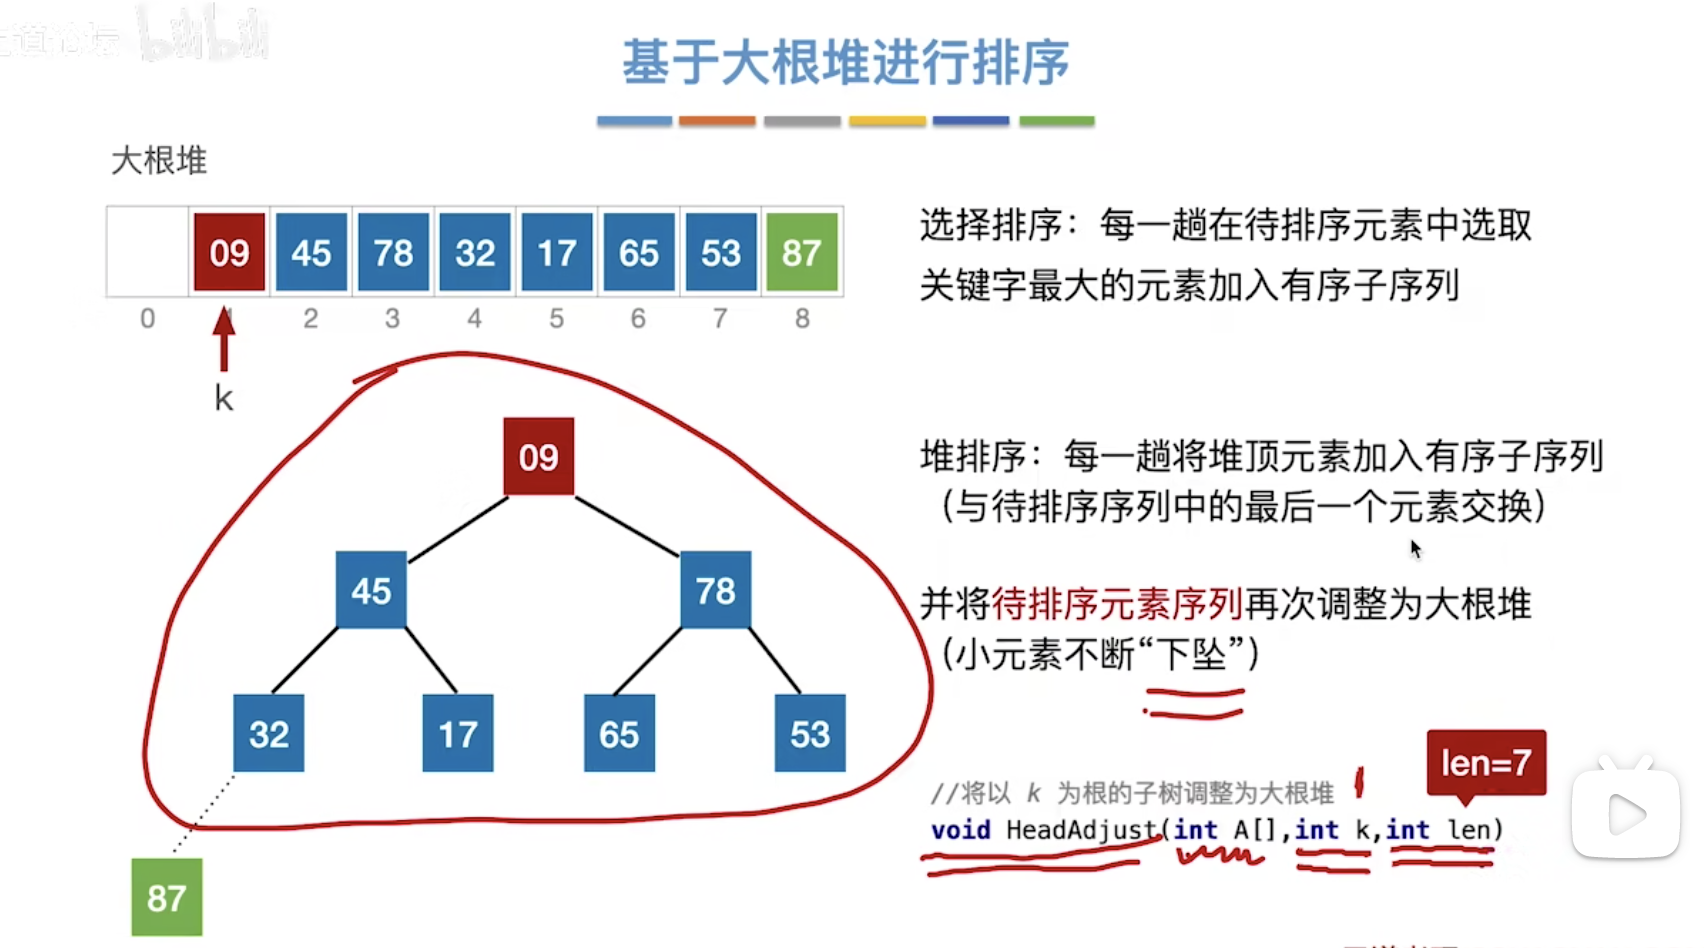 道论坛 bilibili
基于大根堆进行排序
大根堆
09 45 78 32 17 65 53 87
0 1 2 3 4 5 6 7 8
k
选择排序：每一趟在待排序元素中选取
关键字最大的元素加入有序子序列
09
45 78
32 17 65 53
87
堆排序：每一趟将堆顶元素加入有序子序列
（与待排序序列中的最后一个元素交换）
并将待排序元素序列再次调整为大根堆
（小元素不断“下坠”）
len=7
//将以 k 为根的子树调整为大根堆
void HeadAdjust(int A[],int k,int len)